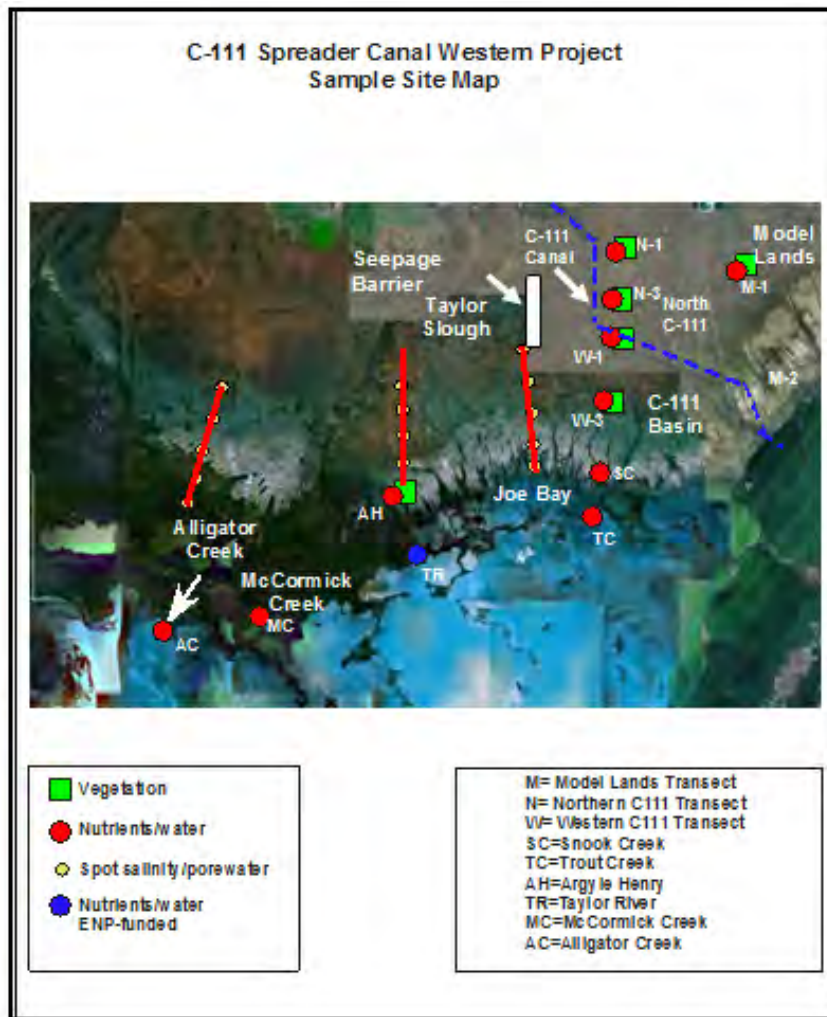 C-111 Spreader Canal Western Project
Sample Site Map
Seepage
Barrier
Taylor
Slough
C-111
Canal
N-1
Model
Lands
M-1
N-3
North
C-111
W-1
M-2
W-3
C-111
Basin
SC
Joe Bay
AH
TC
Alligator
Creek
TR
McCormick
Creek
MC
AC
Vegetation
Nutrients/water
Spot salinity/porewater
Nutrients/water
ENP-funded
M= Model Lands Transect
N= Northern C111 Transect
W= Western C111 Transect
SC=Snook Creek
TC=Trout Creek
AH=Argyle Henry
TR=Taylor River
MC=McCormick Creek
AC=Alligator Creek